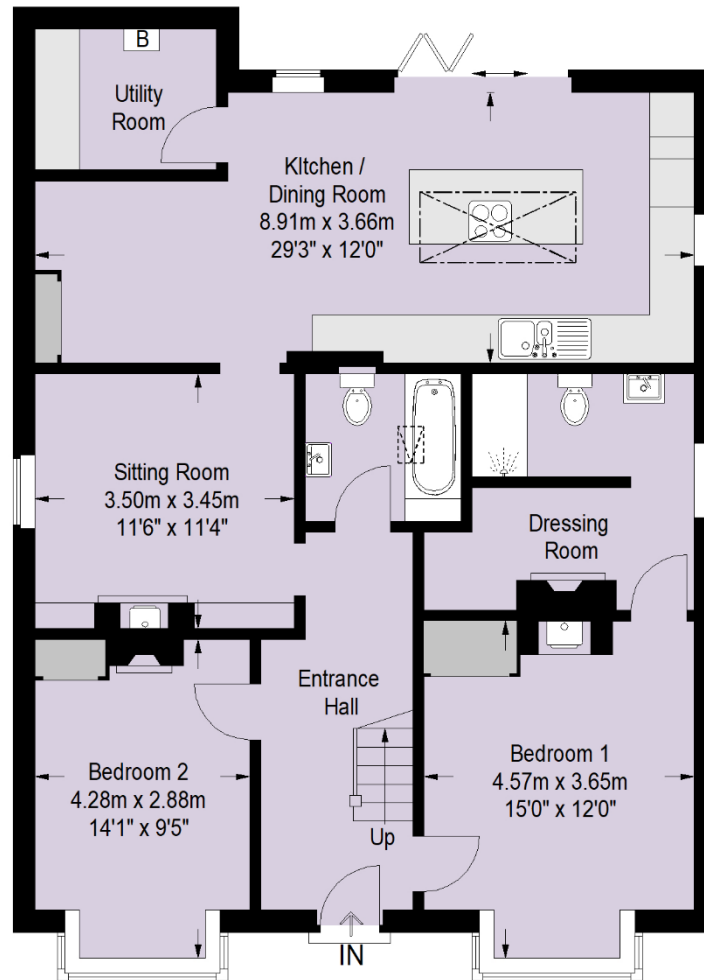 B
Utility
Room
KItchen /
Dining Room
8.91m x 3.66m
29'3" x 12'0"
Sitting Room
3.50m x 3.45m
11'6" x 11'4"
Dressing
Room
Entrance
Hall
Bedroom 2
4.28m x 2.88m
14'1" x 9'5"
Bedroom 1
4.57m x 3.65m
15'0" x 12'0"
Up
IN